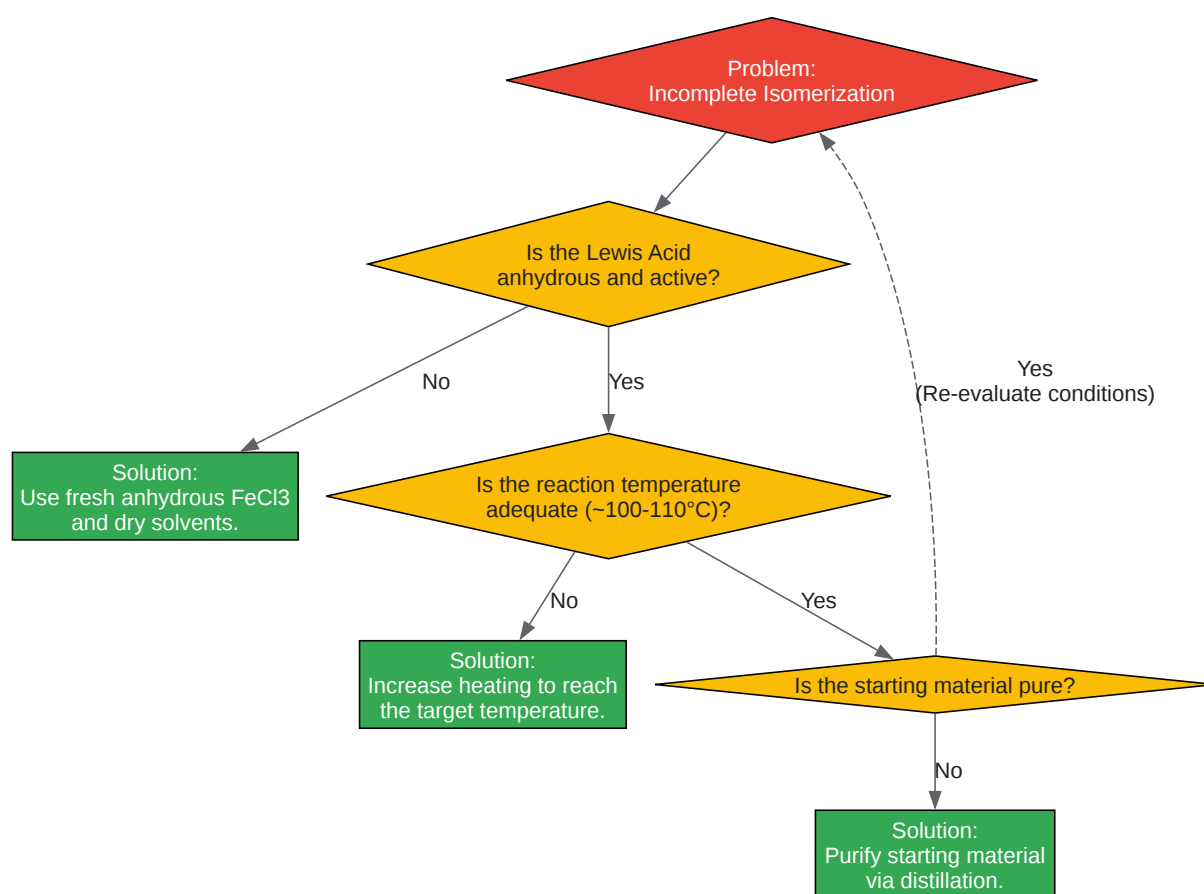 Problem:
Incomplete Isomerization
Is the Lewis Acid
anhydrous and active?
No
Yes
Yes
(Re-evaluate conditions)
Solution:
Use fresh anhydrous FeCl3
and dry solvents.
Is the reaction temperature
adequate (~100-110°C)?
No
Yes
Solution:
Increase heating to reach
the target temperature.
Is the starting material pure?
No
Solution:
Purify starting material
via distillation.